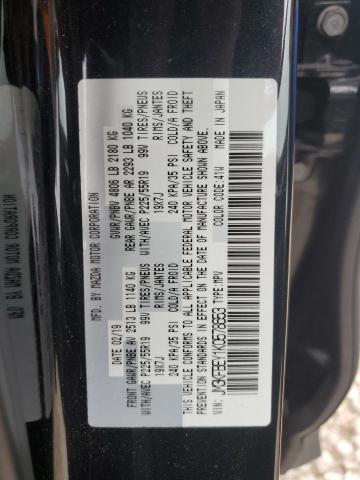 MFD BY MAZDA MOTOR CORPORATION
02/19
GVWR/PNBV 4806 LB 2180 KG
FRONT GAWR/PNBE AV 2513 LB 1140 KG
REAR GAWR/PNBE AR 2293 LB 1040 KG
WITH/AVEC P225/55R19 99V TIRES/PNEUS
WITH/AVEC P225/55R19 99V TIRES/PNEUS
19X7J RIMS/JANTES
19X7J RIMS/JANTES
240 KPA/35 PSI COLD/A FROID
240 KPA/35 PSI COLD/A FROID
THIS VEHICLE CONFORMS TO ALL APPLICABLE FEDERAL MOTOR VEHICLE SAFETY AND THEFT
PREVENTION STANDARDS IN EFFECT ON THE DATE OF MANUFACTURE SHOWN ABOVE.
COLOR CODE:41W
MADE IN JAPAN
VIN: